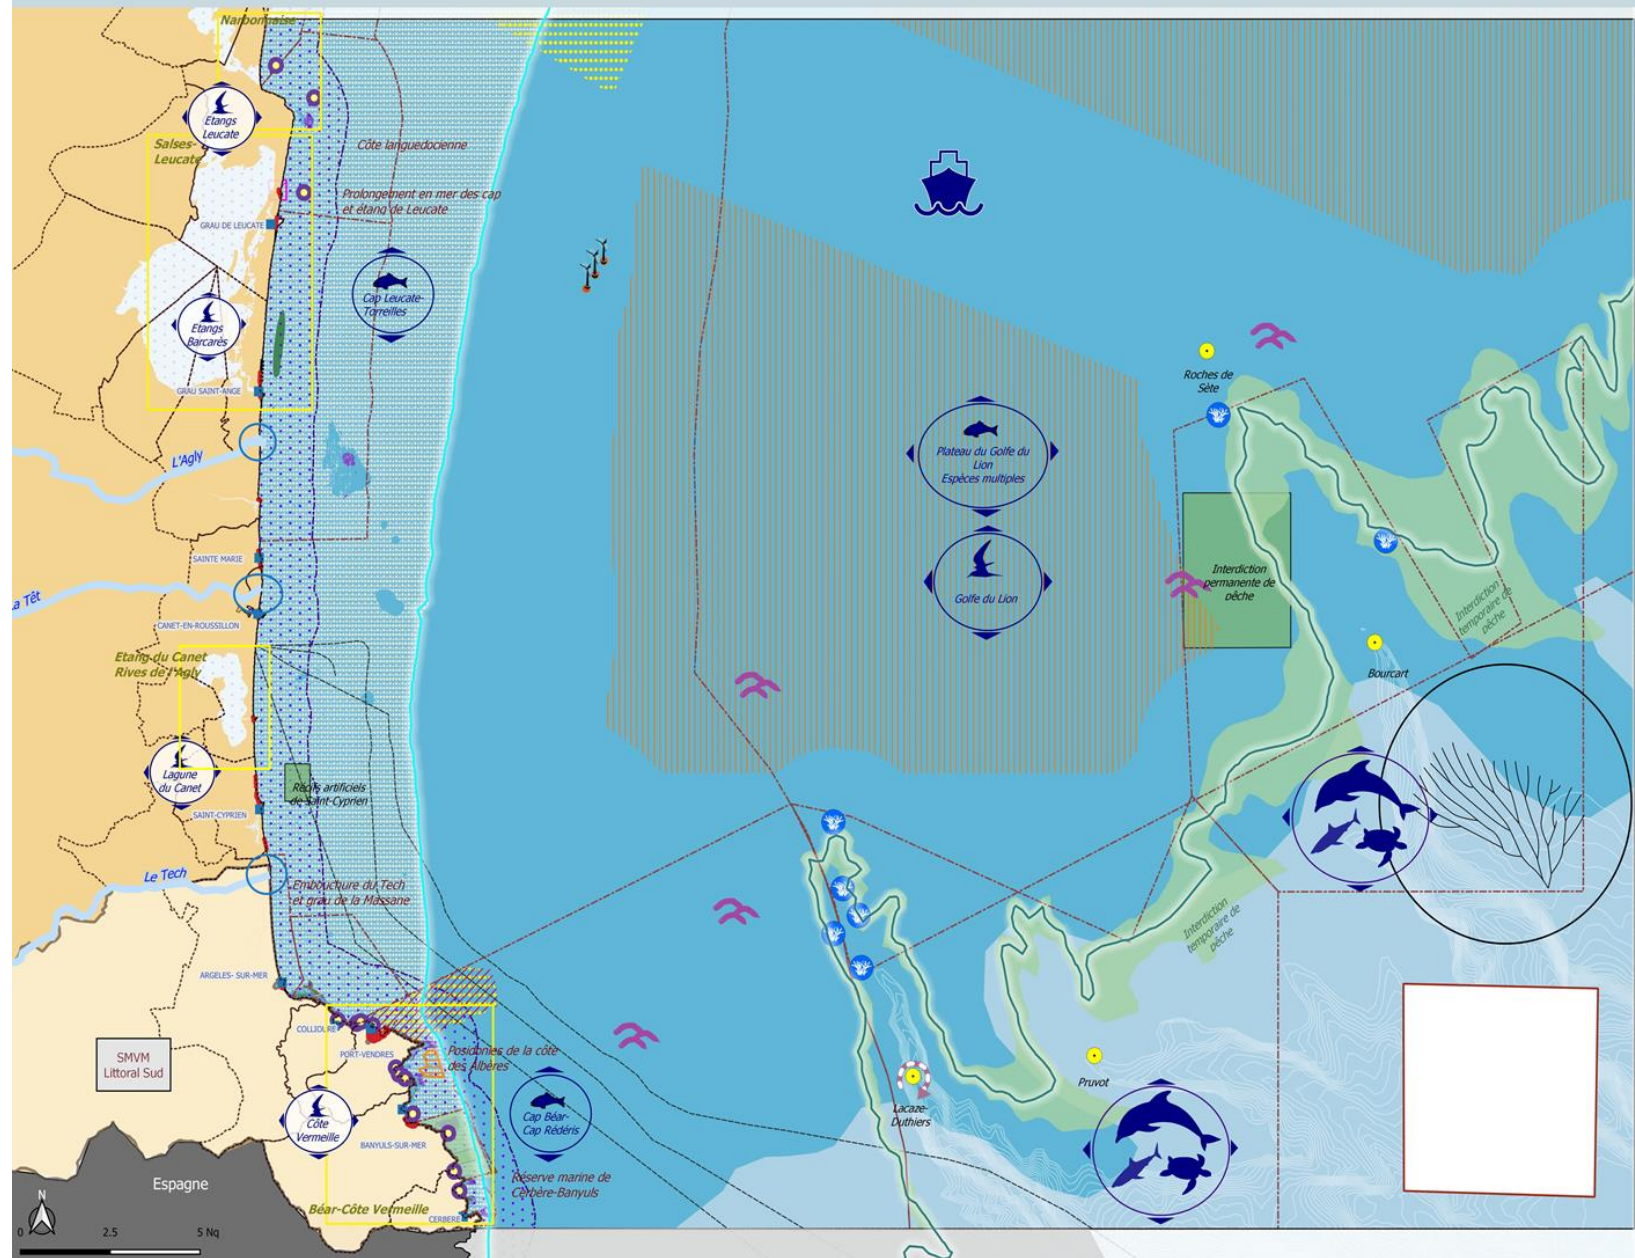 Narbonnaise
Etangs
Leucate
Salses-
Leucate
Côte languedocienne
Prolongement en mer des cap
et étang de Leucate
GRAU DE LEUCATE
Cap Leucate-
Torreilles
Etangs
Barcarès
GRAU SAINT-ANGE
L'Agly
Roches de
Sète
Plateau du Golfe du
Lion
Espèces multiples
Golfe du Lion
Interdiction
permanente de
pêche
Interdiction
temporaire de
pêche
SAINTE MARIE
a Têt
CANET-EN-ROUSSILLON
Etang du Canet
Rives de l'Agly
Bourcart
Lagune
du Canet
Récifs artificiels
de Saint-Cyprien
SAINT-CYPRIEN
Le Tech
Embouchure du Tech
et grau de la Massane
Interdiction
temporaire de
pêche
ARGELES- SUR-MER
COLLIOURE
PORT-VENDRES
Posidonies de la côte
des Albères
SMVM
Littoral Sud
Pruvot
Lacaze-
Duthiers
Côte
Vermeille
Cap Béar-
Cap Rédéris
BANYULS-SUR-MER
Réserve marine de
Cerbère-Banyuls
Espagne
Béar-Côte Vermeille
CERBERE
N
0 2.5 5 Nq